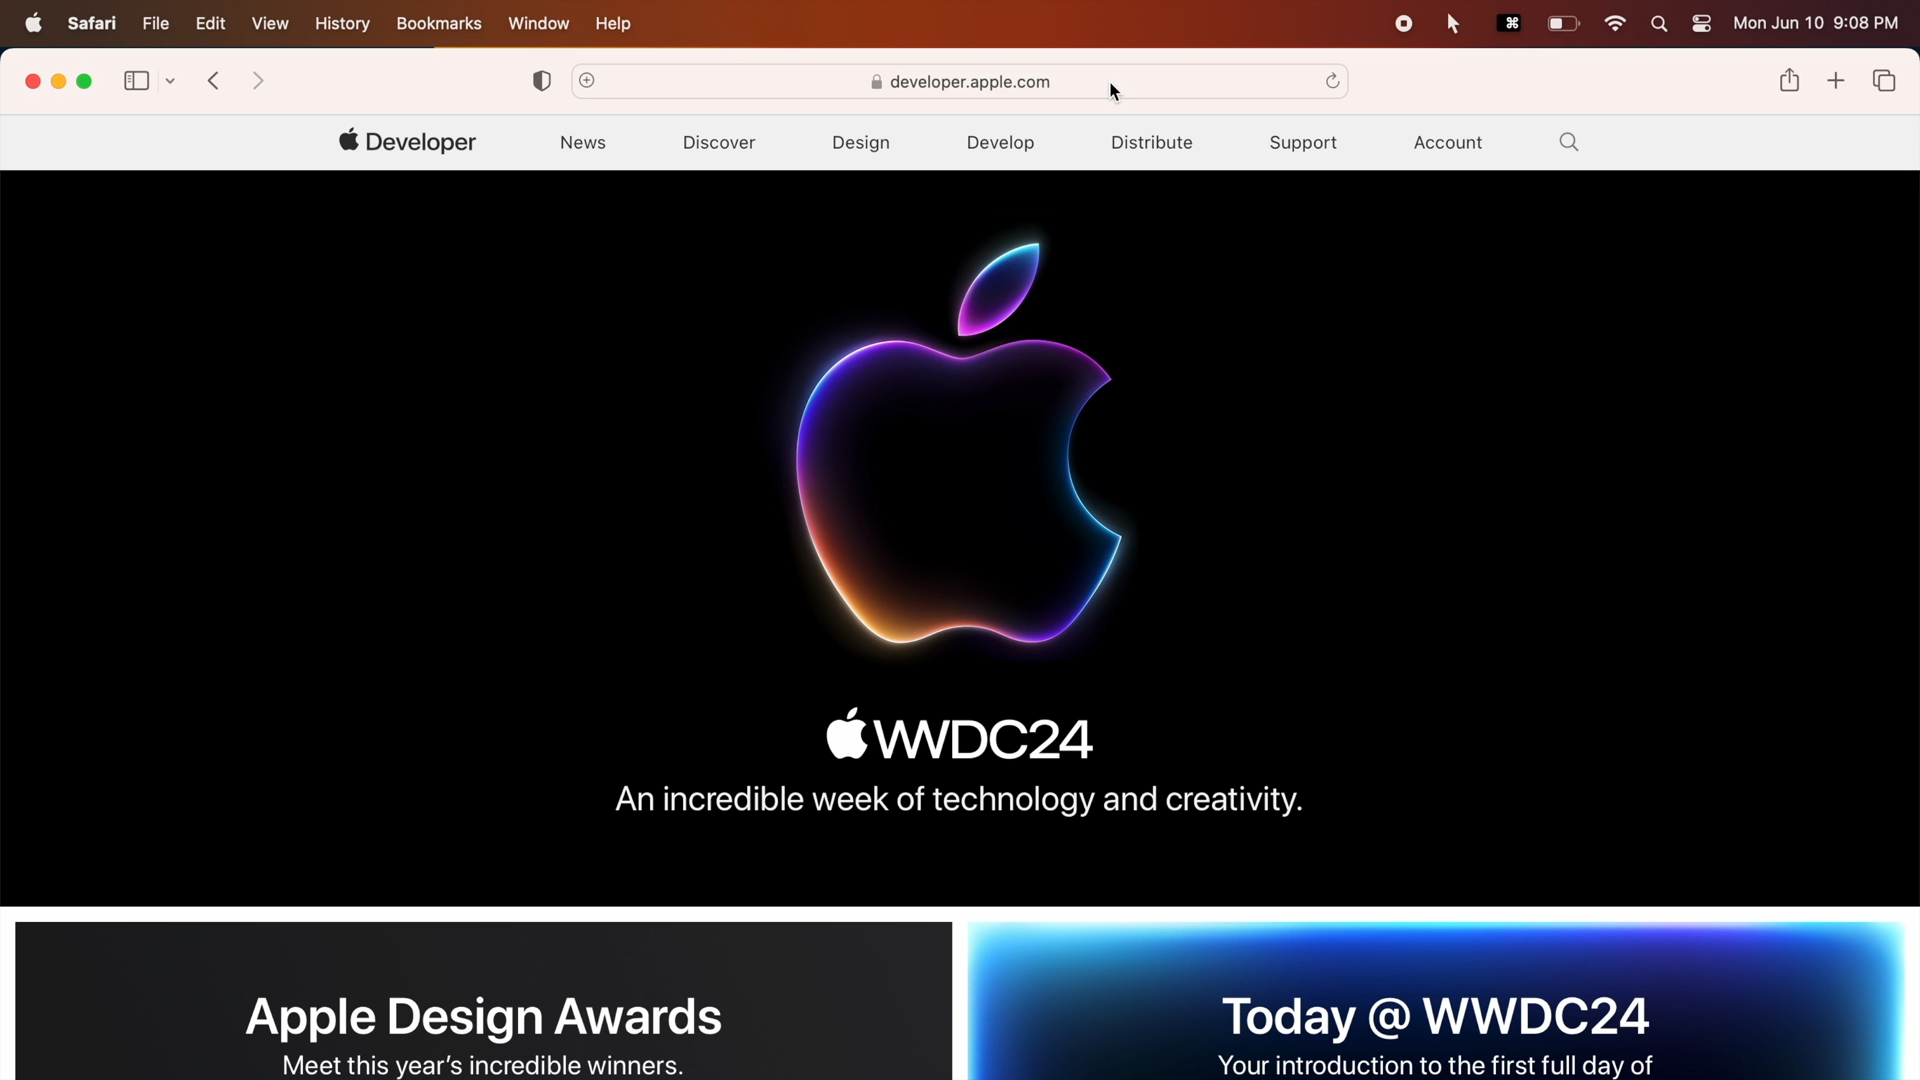 Safari File Edit View History Bookmarks Window Help Mon Jun 10 9:08 PM
developer.apple.com
Developer News Discover Design Develop Distribute Support Account
WWDC24
An incredible week of technology and creativity.
Apple Design Awards
Meet this year’s incredible winners.
Today @ WWDC24
Your introduction to the first full day of